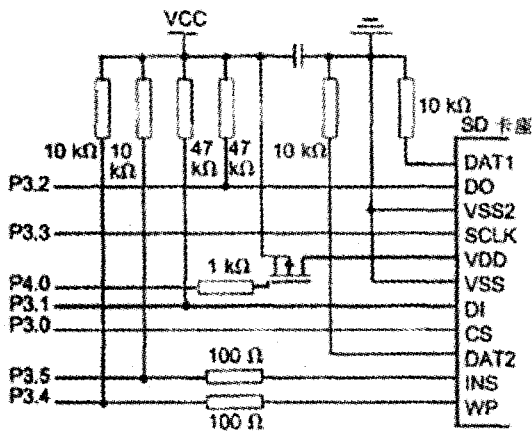 VCC
10 kΩ
10 kΩ
47 kΩ
47 kΩ
10 kΩ
10 kΩ
SD 卡座
P3.2
P3.3
P4.0
P3.1
P3.0
P3.5
P3.4
1 kΩ
100 Ω
100 Ω
DAT1
DO
VSS2
SCLK
VDD
VSS
DI
CS
DAT2
INS
WP